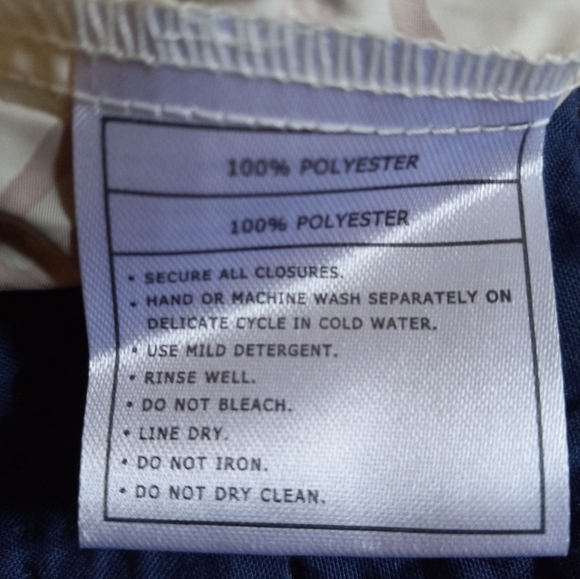 100% POLYESTER
100% POLYESTER
• SECURE ALL CLOSURES.
• HAND OR MACHINE WASH SEPARATELY ON
DELICATE CYCLE IN COLD WATER.
• USE MILD DETERGENT.
• RINSE WELL.
• DO NOT BLEACH.
• LINE DRY.
• DO NOT IRON.
• DO NOT DRY CLEAN.